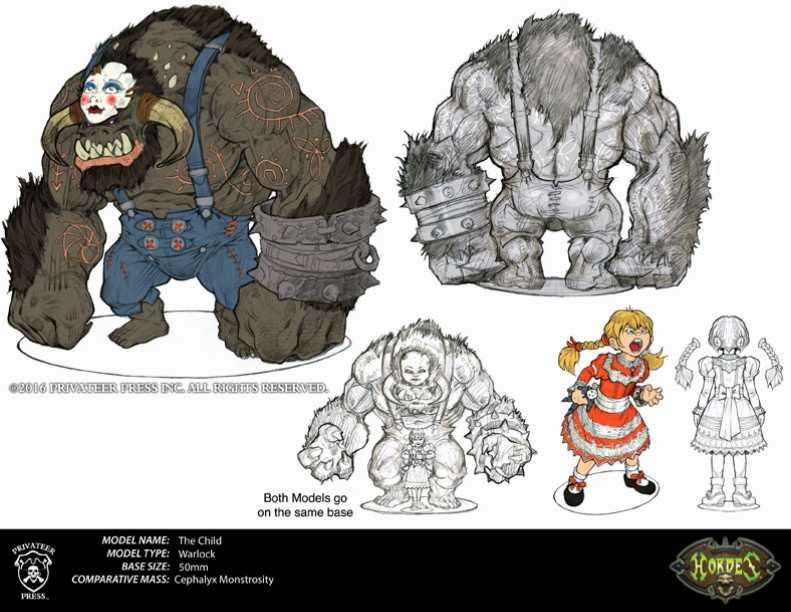 ©2016 PRIVATEER PRESS INC. ALL RIGHTS RESERVED.
Both Models go
on the same base
PRIVATEER
PRESS
MODEL NAME: The Child
MODEL TYPE: Warlock
BASE SIZE: 50mm
COMPARATIVE MASS: Cephalyx Monstrosity
HORDES